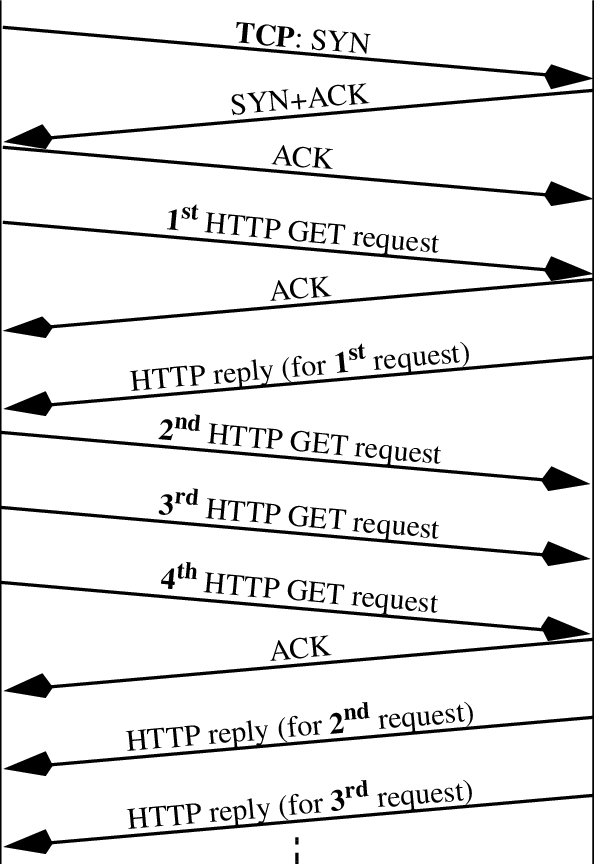 TCP: SYN
SYN+ACK
ACK
1st HTTP GET request
ACK
HTTP reply (for 1st request)
2nd HTTP GET request
3rd HTTP GET request
4th HTTP GET request
ACK
HTTP reply (for 2nd request)
HTTP reply (for 3rd request)